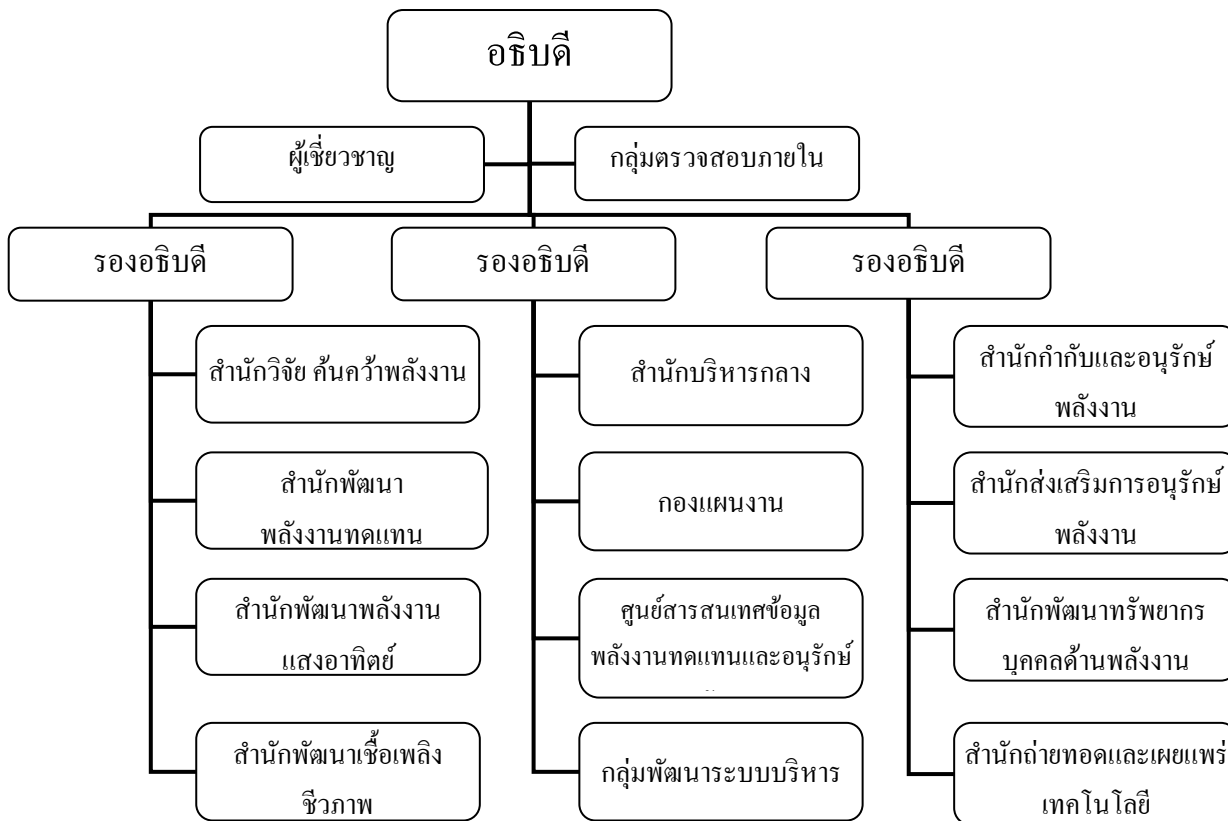 อธิบดี
ผู้เชี่ยวชาญ
กลุ่มตรวจสอบภายใน
รองอธิบดี
รองอธิบดี
รองอธิบดี
สำนักวิจัย ค้นคว้าพลังงาน
สำนักพัฒนา
พลังงานทดแทน
สำนักพัฒนาพลังงาน
แสงอาทิตย์
สำนักพัฒนาเชื้อเพลิง
ชีวภาพ
สำนักบริหารกลาง
กองแผนงาน
ศูนย์สารสนเทศข้อมูล
พลังงานทดแทนและอนุรักษ์
กลุ่มพัฒนาระบบบริหาร
สำนักกำกับและอนุรักษ์
พลังงาน
สำนักส่งเสริมการอนุรักษ์
พลังงาน
สำนักพัฒนาทรัพยากร
บุคคลด้านพลังงาน
สำนักถ่ายทอดและเผยแพร่
เทคโนโลยี